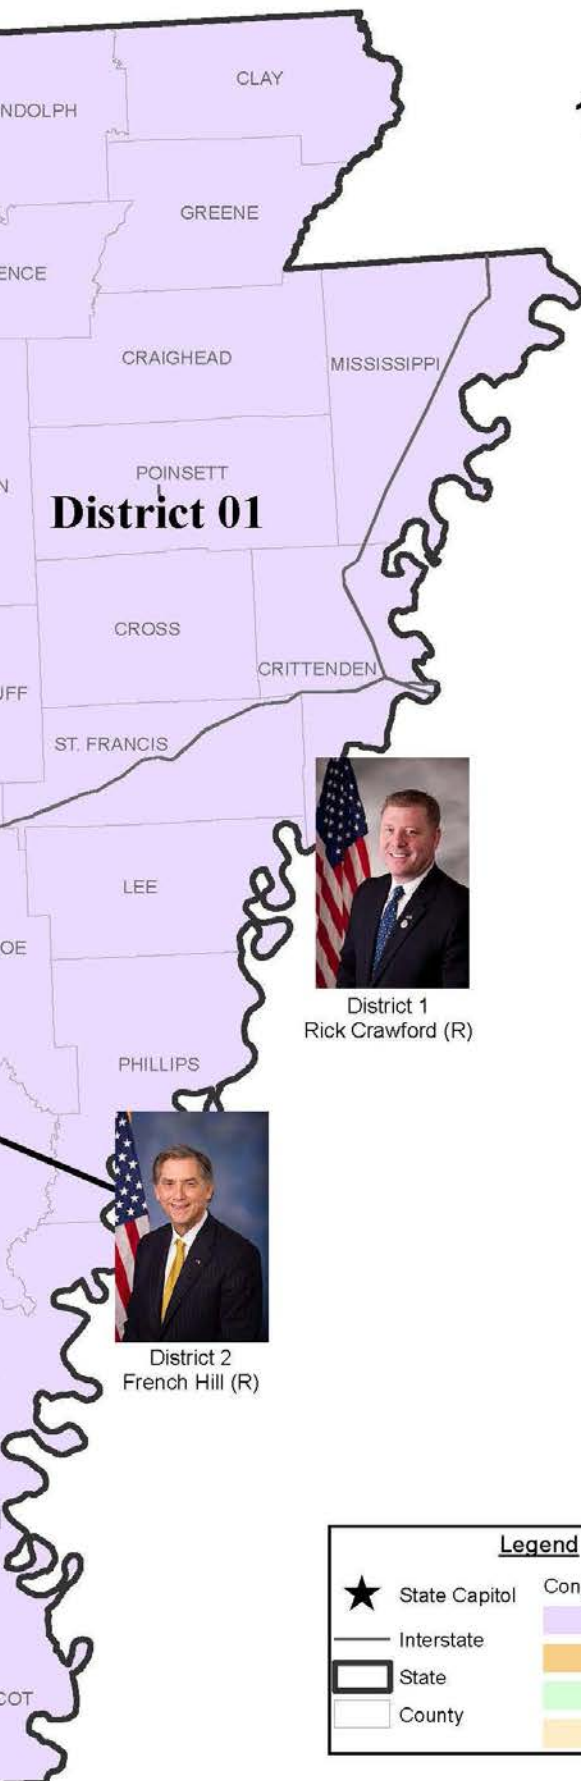 CLAY
NDOLPH
GREENE
ENCE
CRAIGHEAD
MISSISSIPPI
POINSETT
N
District 01
CROSS
CRITTENDEN
UFF
ST. FRANCIS
LEE
OE
District 1
Rick Crawford (R)
PHILLIPS
District 2
French Hill (R)
Legend
State Capitol
Con
Interstate
State
County
COT